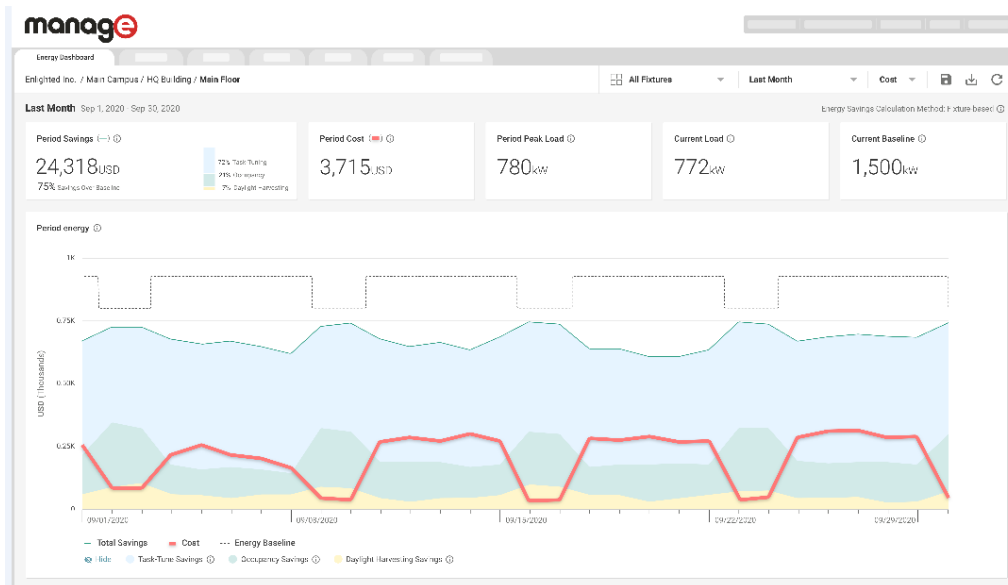 manage
Energy Dashboard
Enlighted Inc. / Main Campus / HQ Building / Main Floor
All Fixtures
Last Month
Cost
Last Month Sep 1, 2020 - Sep 30, 2020
Energy Savings Calculation Method: Fixture-based
Period Savings (—)
24,318USD
75% Savings Over Baseline
72% Task Tuning
21% Occupancy
7% Daylight Harvesting
Period Cost
3,715USD
Period Peak Load
780kW
Current Load
772kW
Current Baseline
1,500kW
Period energy
USD (Thousands)
1K
0.75K
0.50K
0.25K
0
09/01/2020
09/08/2020
09/15/2020
09/22/2020
09/29/2020
Total Savings
Cost
Energy Baseline
Hide
Task-Tune Savings
Occupancy Savings
Daylight Harvesting Savings